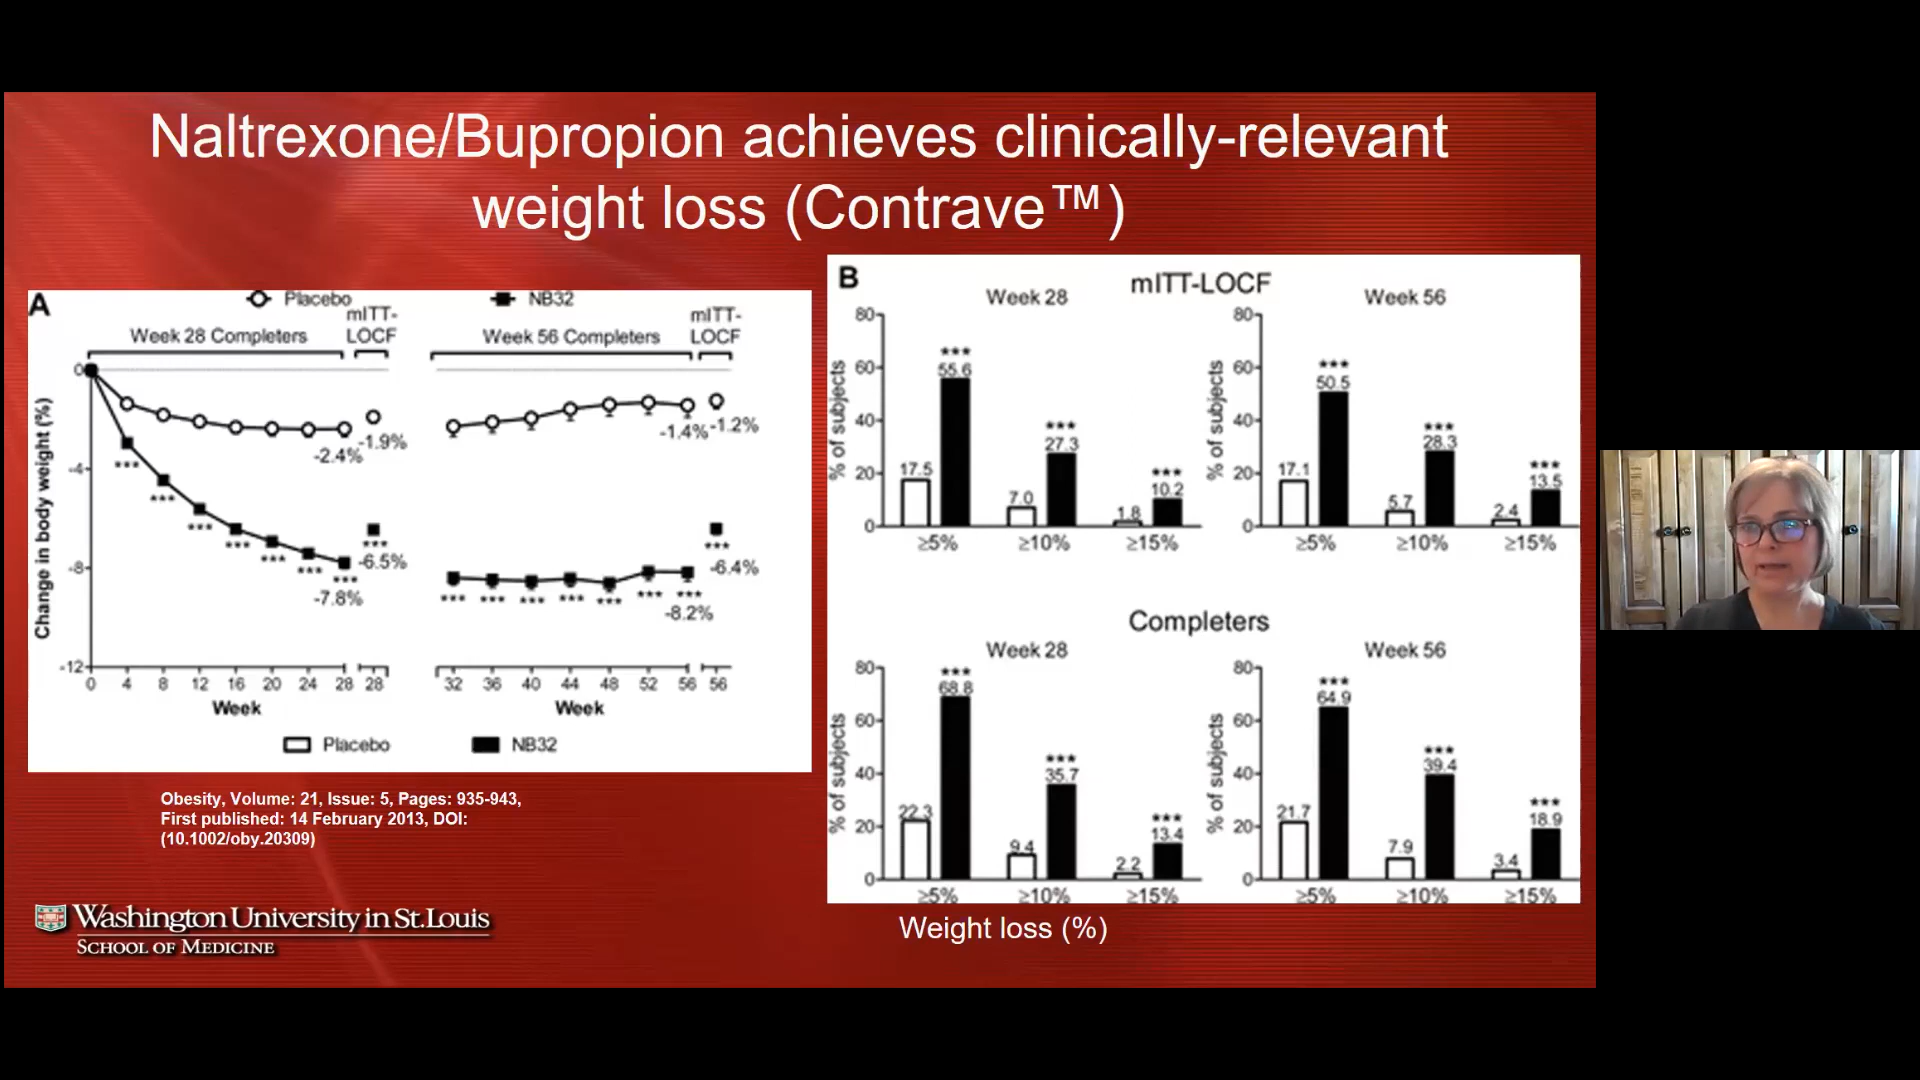 Naltrexone/Bupropion achieves clinically-relevant
weight loss (Contrave™)
A
Placebo
NB32
mITT-
LOCF
Week 28 Completers
mITT-
LOCF
Week 56 Completers
Change in body weight (%)
0
-4
-8
-12
-2.4%
-1.9%
-1.4%
-1.2%
***
***
***
***
***
***
***
***
-7.8%
-6.5%
***
***
***
***
***
***
***
***
-8.2%
-6.4%
0 4 8 12 16 20 24 28 28
32 36 40 44 48 52 56 56
Week
Week
Placebo
NB32
B
mITT-LOCF
Week 28
% of subjects
80
60
40
20
0
17.5
***
55.6
7.0
***
27.3
1.8
***
10.2
≥5% ≥10% ≥15%
Week 56
% of subjects
80
60
40
20
0
17.1
***
50.5
5.7
***
28.3
2.4
***
13.5
≥5% ≥10% ≥15%
Completers
Week 28
% of subjects
80
60
40
20
0
22.3
***
68.8
9.4
***
35.7
2.2
***
13.4
≥5% ≥10% ≥15%
Week 56
% of subjects
80
60
40
20
0
21.7
***
64.9
7.9
***
39.4
3.4
***
18.9
≥5% ≥10% ≥15%
Weight loss (%)
Obesity, Volume: 21, Issue: 5, Pages: 935-943,
First published: 14 February 2013, DOI:
(10.1002/oby.20309)
Washington University in St.Louis
SCHOOL OF MEDICINE